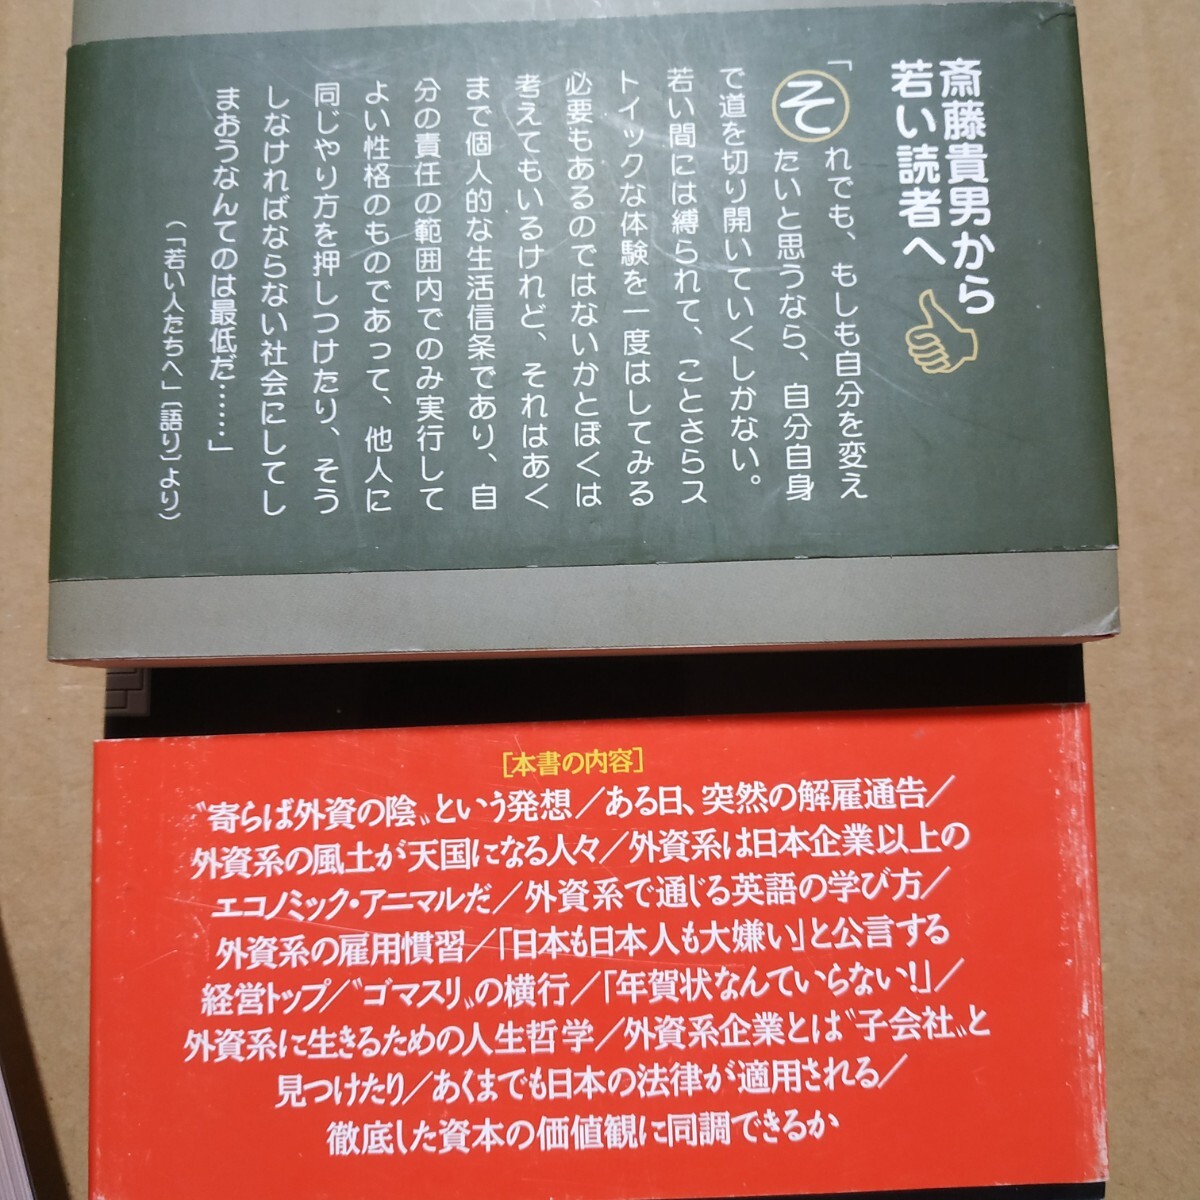 斎藤貴男から
若い読者へ
「それでも、もしも自分を変え
たいと思うなら、自分自身
で道を切り開いていくしかない。
若い間には縛られて、ことさらス
トイックな体験を一度はしてみる
必要もあるのではないかとぼくは
考えてもいるけれど、それはあく
まで個人的な生活信条であり、自
分の責任の範囲内でのみ実行して
よい性格のものであって、他人に
同じやり方を押しつけたり、そう
しなければならない社会にしてし
まおうなんてのは最低だ……」
（「若い人たちへ」〔語り〕より）
［本書の内容］
〝寄らば外資の陰〟という発想／ある日、突然の解雇通告／
外資系の風土が天国になる人々／外資系は日本企業以上の
エコノミック・アニマルだ／外資系で通じる英語の学び方／
外資系の雇用慣習／「日本も日本人も大嫌い」と公言する
経営トップ／〝ゴマスリ〟の横行／「年賀状なんていらない！」／
外資系に生きるための人生哲学／外資系企業とは〝子会社〟と
見つけたり／あくまでも日本の法律が適用される／
徹底した資本の価値観に同調できるか